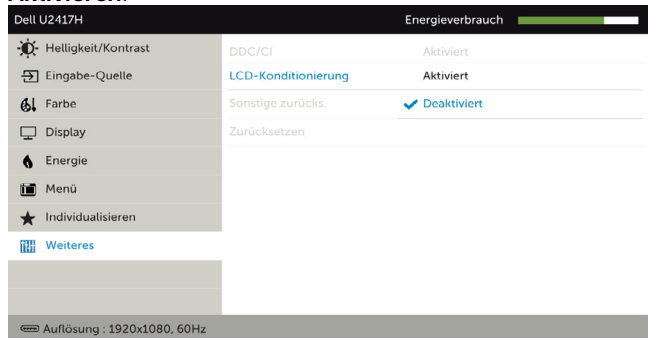 Dell U2417H Energieverbrauch
Helligkeit/Kontrast DDC/CI Aktiviert
Eingabe-Quelle LCD-Konditionierung Aktiviert
Farbe Sonstige zurücks. Deaktiviert
Display Zurücksetzen
Energie
Menü
Individualisieren
Weiteres
Auflösung : 1920x1080, 60Hz